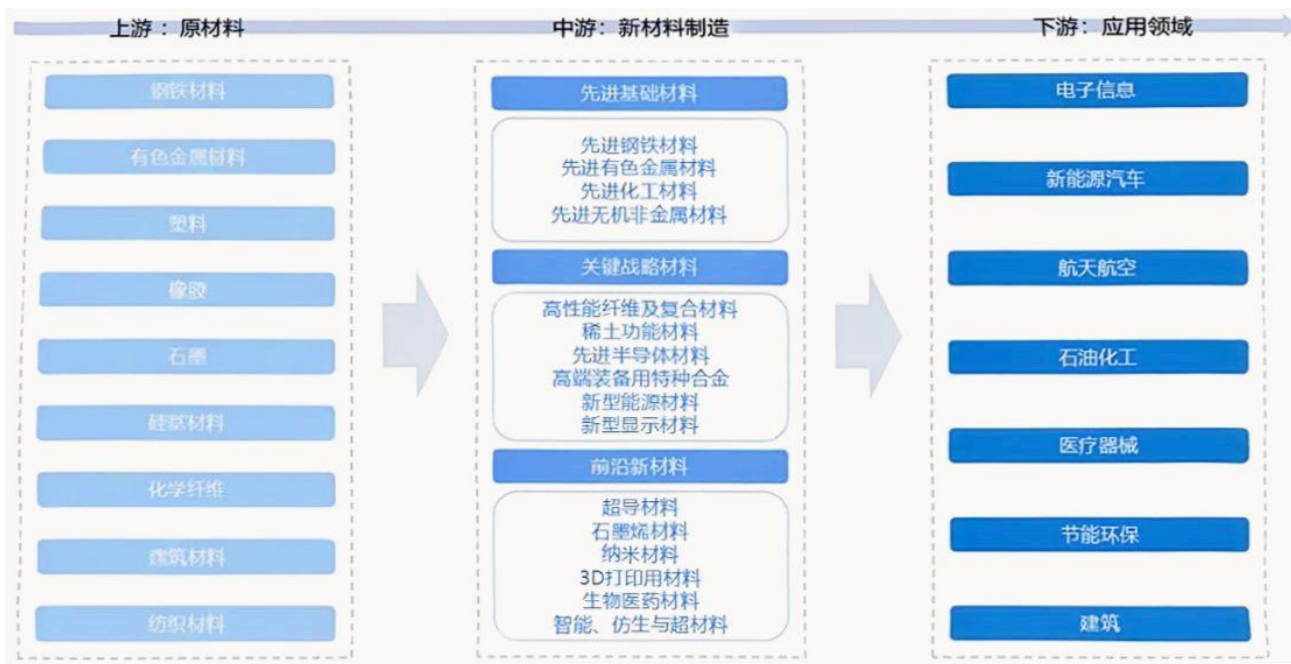 上游：原材料
中游：新材料制造
下游：应用领域
钢铁材料
有色金属材料
塑料
橡胶
石墨
硅基材料
化学纤维
建筑材料
纺织材料
先进基础材料
先进钢铁材料
先进有色金属材料
先进化工材料
先进无机非金属材料
关键战略材料
高性能纤维及复合材料
稀土功能材料
先进半导体材料
高端装备用特种合金
新型能源材料
新型显示材料
前沿新材料
超导材料
石墨烯材料
纳米材料
3D打印用材料
生物医药材料
智能、仿生与超材料
电子信息
新能源汽车
航天航空
石油化工
医疗器械
节能环保
建筑